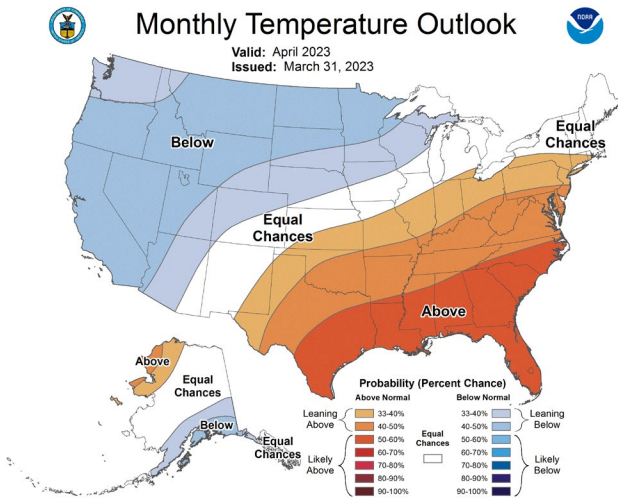 Monthly Temperature Outlook
NOAA
Valid: April 2023
Issued: March 31, 2023
Below
Equal
Chances
Equal
Chances
Above
Above
Equal
Chances
Below
Equal
Chances
Probability (Percent Chance)
Above Normal
Below Normal
Leaning
Above
33-40%
40-50%
Likely
Above
50-60%
60-70%
70-80%
80-90%
90-100%
Equal
Chances
33-40%
40-50%
Leaning
Below
50-60%
60-70%
70-80%
80-90%
90-100%
Likely
Below